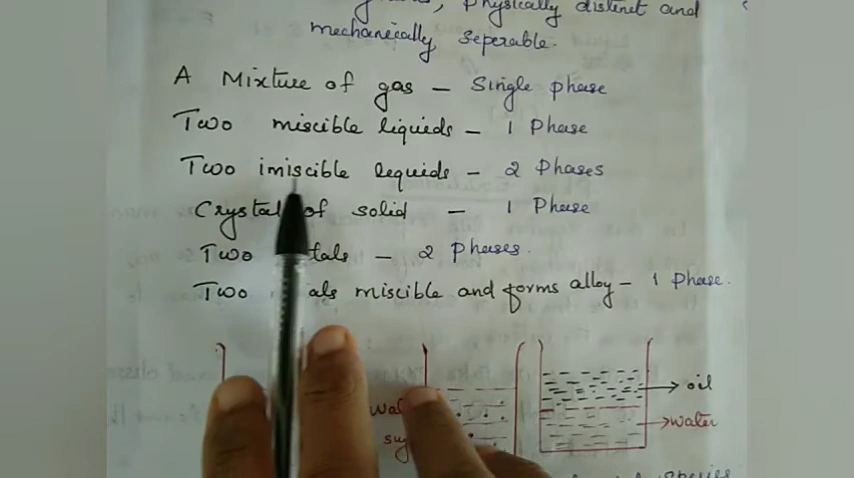 physically distinct and
mechanically seperable.
A Mixture of gas - Single phase
Two miscible liquids - 1 Phase
Two imiscible liquids - 2 Phases
Crystal of solid - 1 Phase
Two - 2 Phases.
Two miscible and forms alloy - 1 Phase.
oil
water